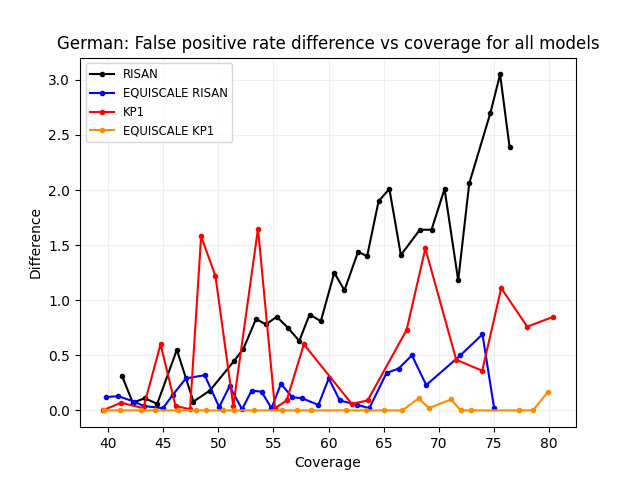 German: False positive rate difference vs coverage for all models
RISAN
EQUISCALE RISAN
KP1
EQUISCALE KP1
3.0
2.5
2.0
1.5
1.0
0.5
0.0
Difference
40 45 50 55 60 65 70 75 80
Coverage